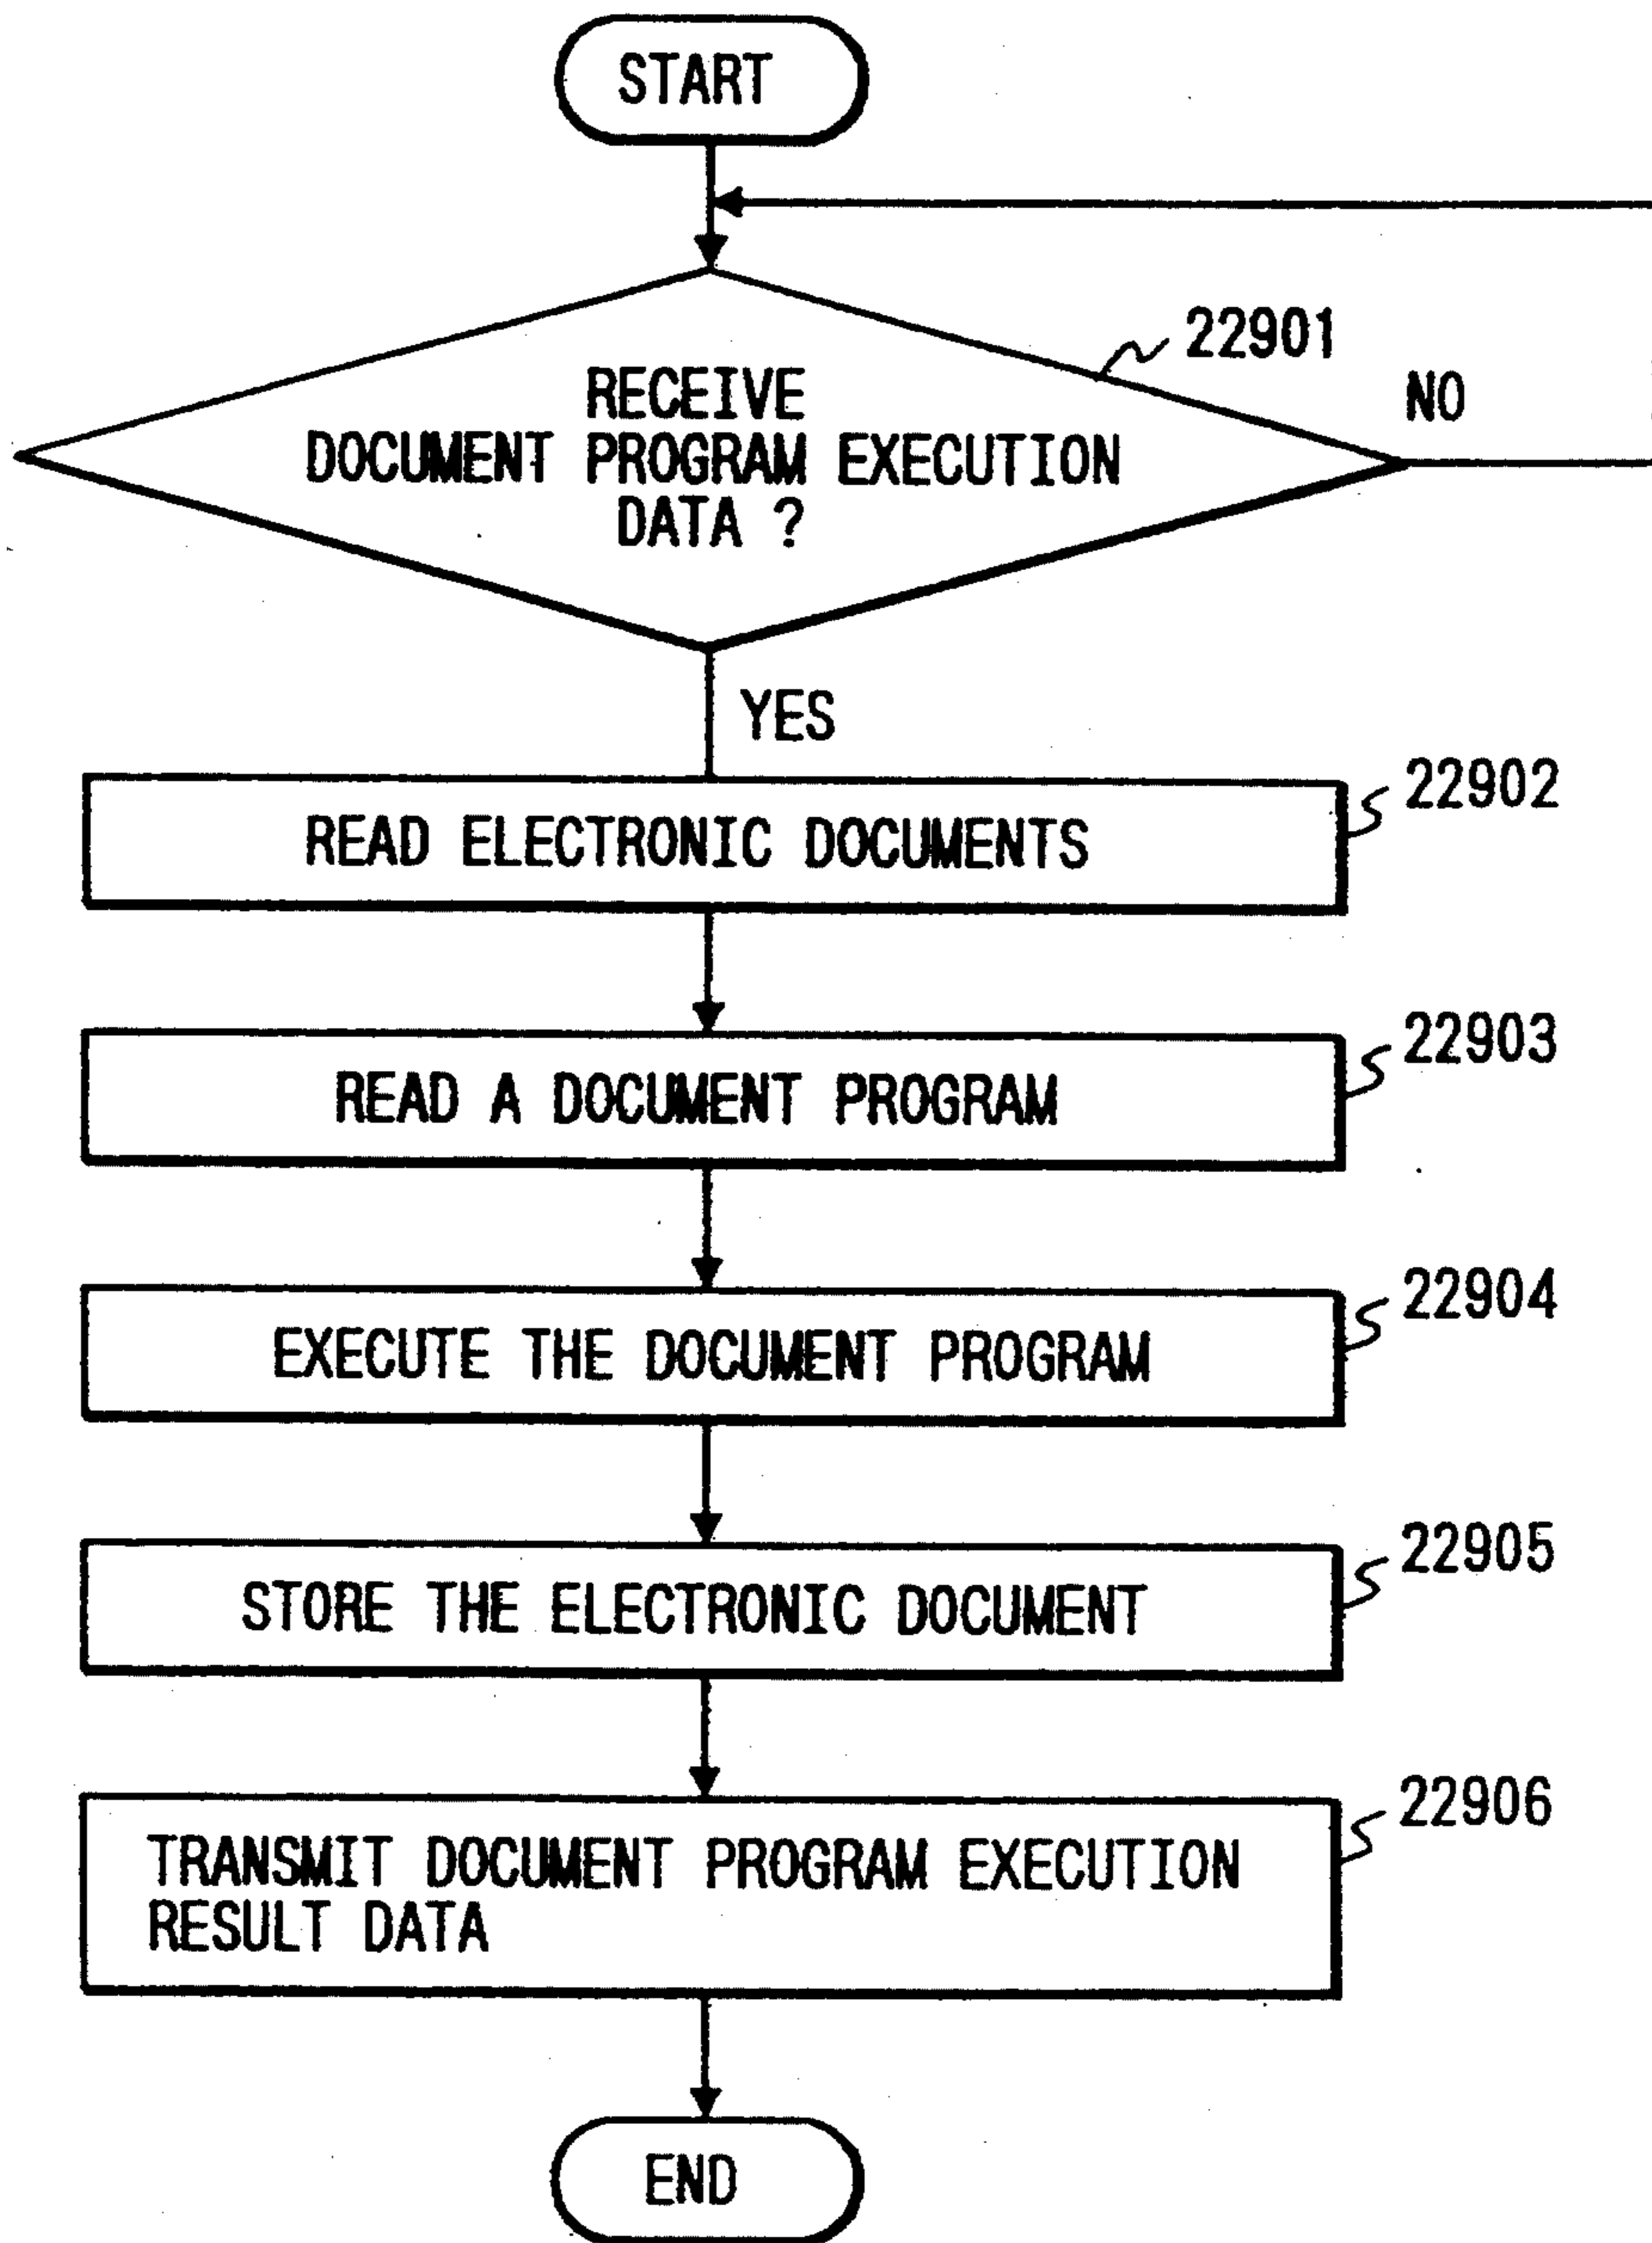 START
22901
RECEIVE
DOCUMENT PROGRAM EXECUTION
DATA ?
NO
YES
22902
READ ELECTRONIC DOCUMENTS
22903
READ A DOCUMENT PROGRAM
22904
EXECUTE THE DOCUMENT PROGRAM
22905
STORE THE ELECTRONIC DOCUMENT
22906
TRANSMIT DOCUMENT PROGRAM EXECUTION
RESULT DATA
END